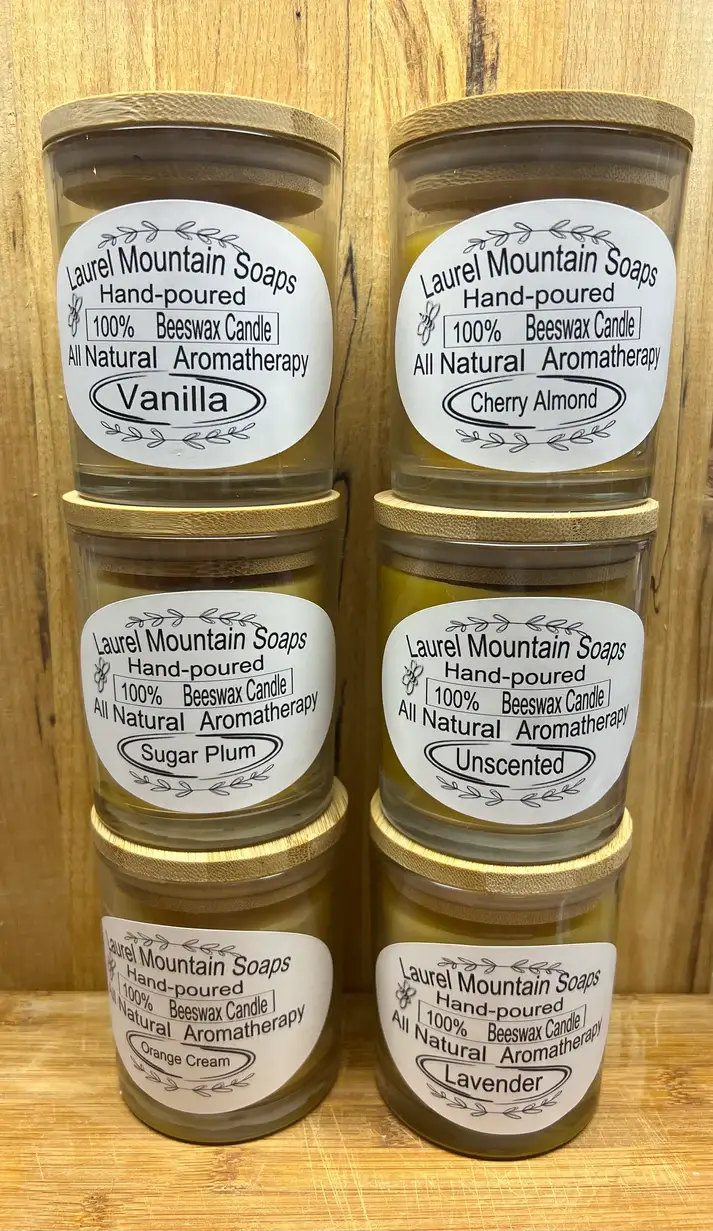 Laurel Mountain Soaps
Hand-poured
100% Beeswax Candle
All Natural Aromatherapy
Vanilla
Laurel Mountain Soaps
Hand-poured
100% Beeswax Candle
All Natural Aromatherapy
Cherry Almond
Laurel Mountain Soaps
Hand-poured
100% Beeswax Candle
All Natural Aromatherapy
Sugar Plum
Laurel Mountain Soaps
Hand-poured
100% Beeswax Candle
All Natural Aromatherapy
Unscented
Laurel Mountain Soaps
Hand-poured
100% Beeswax Candle
All Natural Aromatherapy
Orange Cream
Laurel Mountain Soaps
Hand-poured
100% Beeswax Candle
All Natural Aromatherapy
Lavender